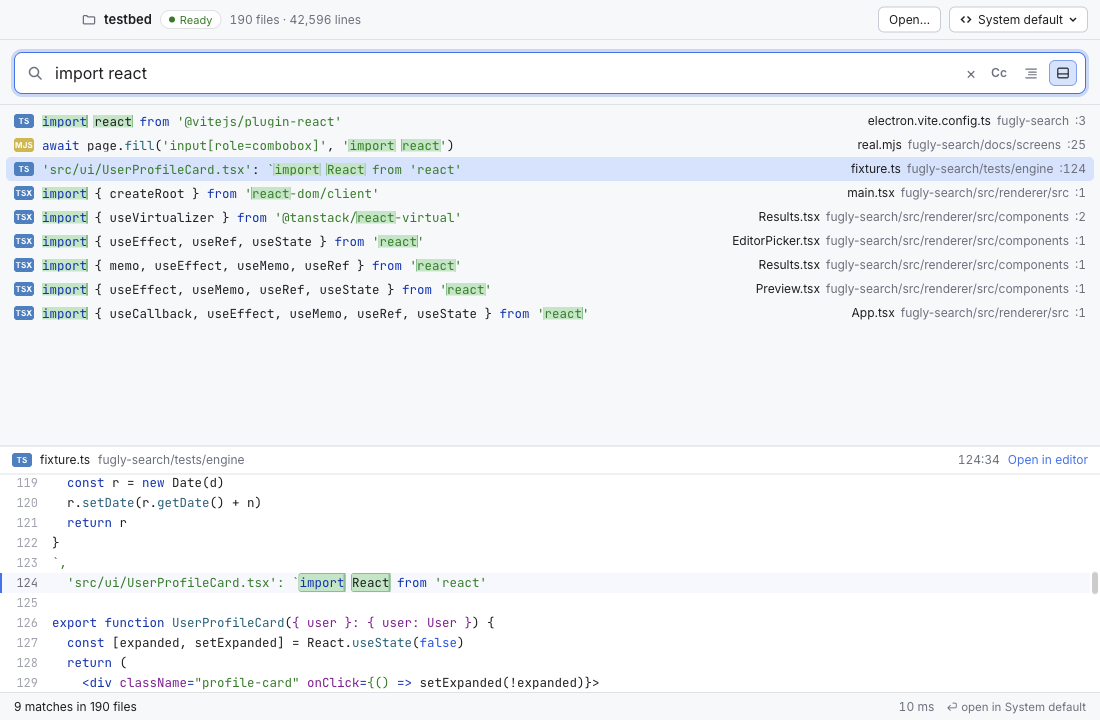 testbed Ready 190 files · 42,596 lines Open... System default
import react × Cc
TS import react from '@vitejs/plugin-react' electron.vite.config.ts fugly-search :3
MJS await page.fill('input[role=combobox]', 'import react') real.mjs fugly-search/docs/screens :25
TS 'src/ui/UserProfileCard.tsx': `import React from 'react' fixture.ts fugly-search/tests/engine :124
TSX import { createRoot } from 'react-dom/client' main.tsx fugly-search/src/renderer/src :1
TSX import { useVirtualizer } from '@tanstack/react-virtual' Results.tsx fugly-search/src/renderer/src/components :2
TSX import { useEffect, useRef, useState } from 'react' EditorPicker.tsx fugly-search/src/renderer/src/components :1
TSX import { memo, useEffect, useMemo, useRef } from 'react' Results.tsx fugly-search/src/renderer/src/components :1
TSX import { useEffect, useMemo, useRef, useState } from 'react' Preview.tsx fugly-search/src/renderer/src/components :1
TSX import { useCallback, useEffect, useMemo, useRef, useState } from 'react' App.tsx fugly-search/src/renderer/src :1
TS fixture.ts fugly-search/tests/engine 124:34 Open in editor
119 const r = new Date(d)
120 r.setDate(r.getDate() + n)
121 return r
122 }
123 `,
124 'src/ui/UserProfileCard.tsx': `import React from 'react'
125
126 export function UserProfileCard({ user }: { user: User }) {
127 const [expanded, setExpanded] = React.useState(false)
128 return (
129 <div className="profile-card" onClick={() => setExpanded(!expanded)}>
9 matches in 190 files 10 ms ⏎ open in System default